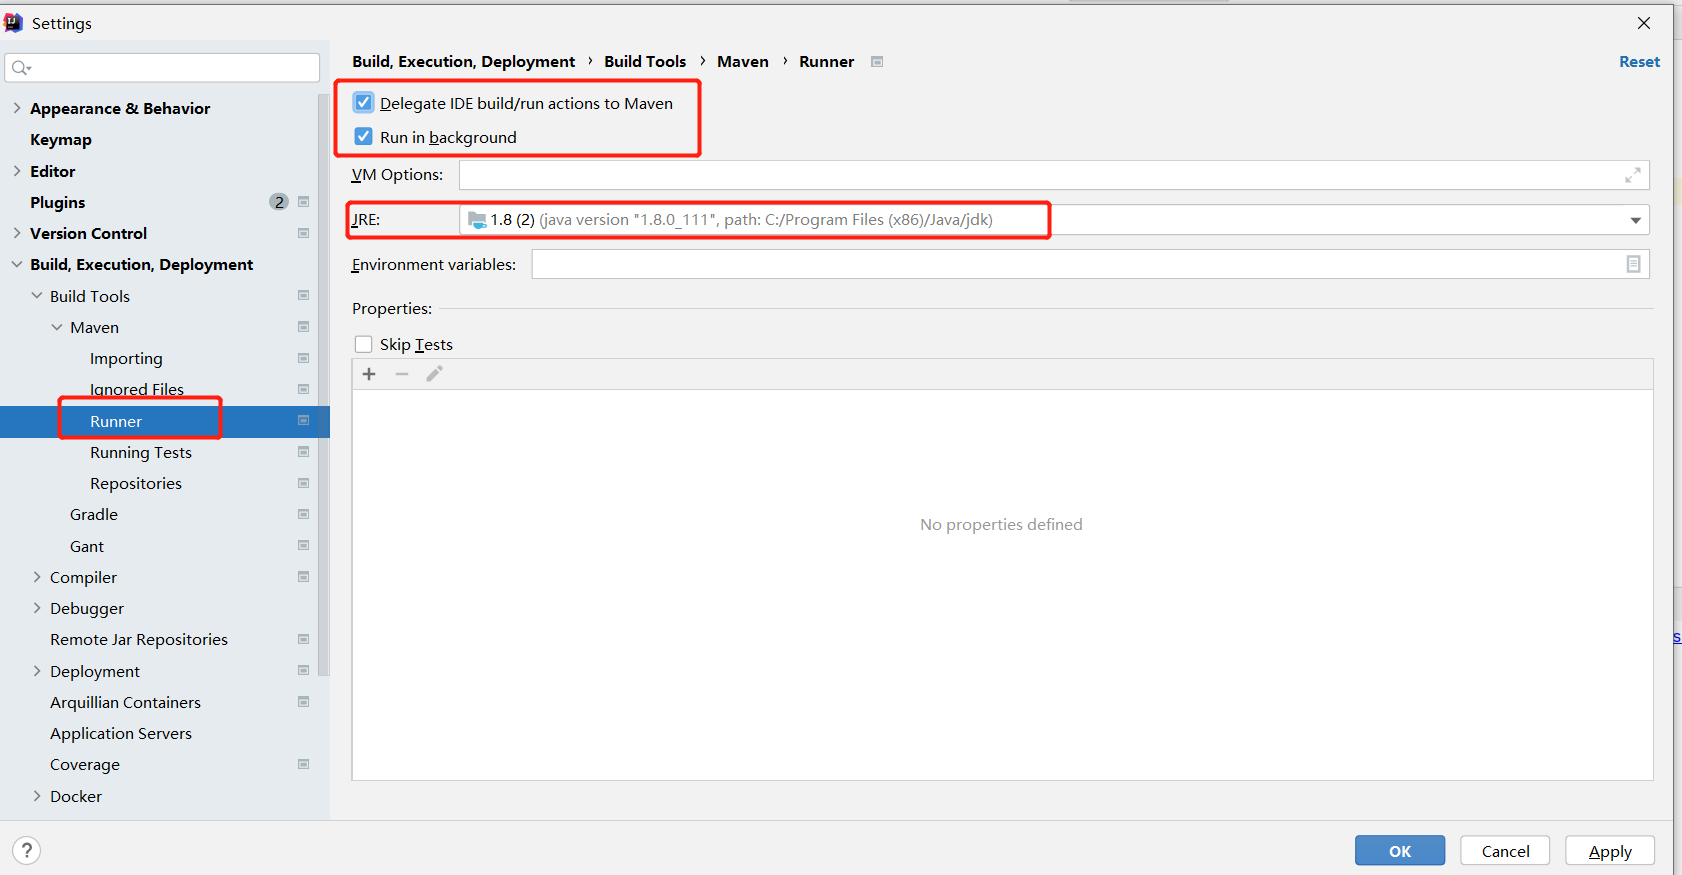 Settings
Build, Execution, Deployment › Build Tools › Maven › Runner
Reset
Appearance & Behavior
Keymap
Editor
Plugins 2
Version Control
Build, Execution, Deployment
Build Tools
Maven
Importing
Ignored Files
Runner
Running Tests
Repositories
Gradle
Gant
Compiler
Debugger
Remote Jar Repositories
Deployment
Arquillian Containers
Application Servers
Coverage
Docker
Delegate IDE build/run actions to Maven
Run in background
VM Options:
JRE: 1.8 (2) (java version "1.8.0_111", path: C:/Program Files (x86)/Java/jdk)
Environment variables:
Properties:
Skip Tests
No properties defined
s
?
OK
Cancel
Apply